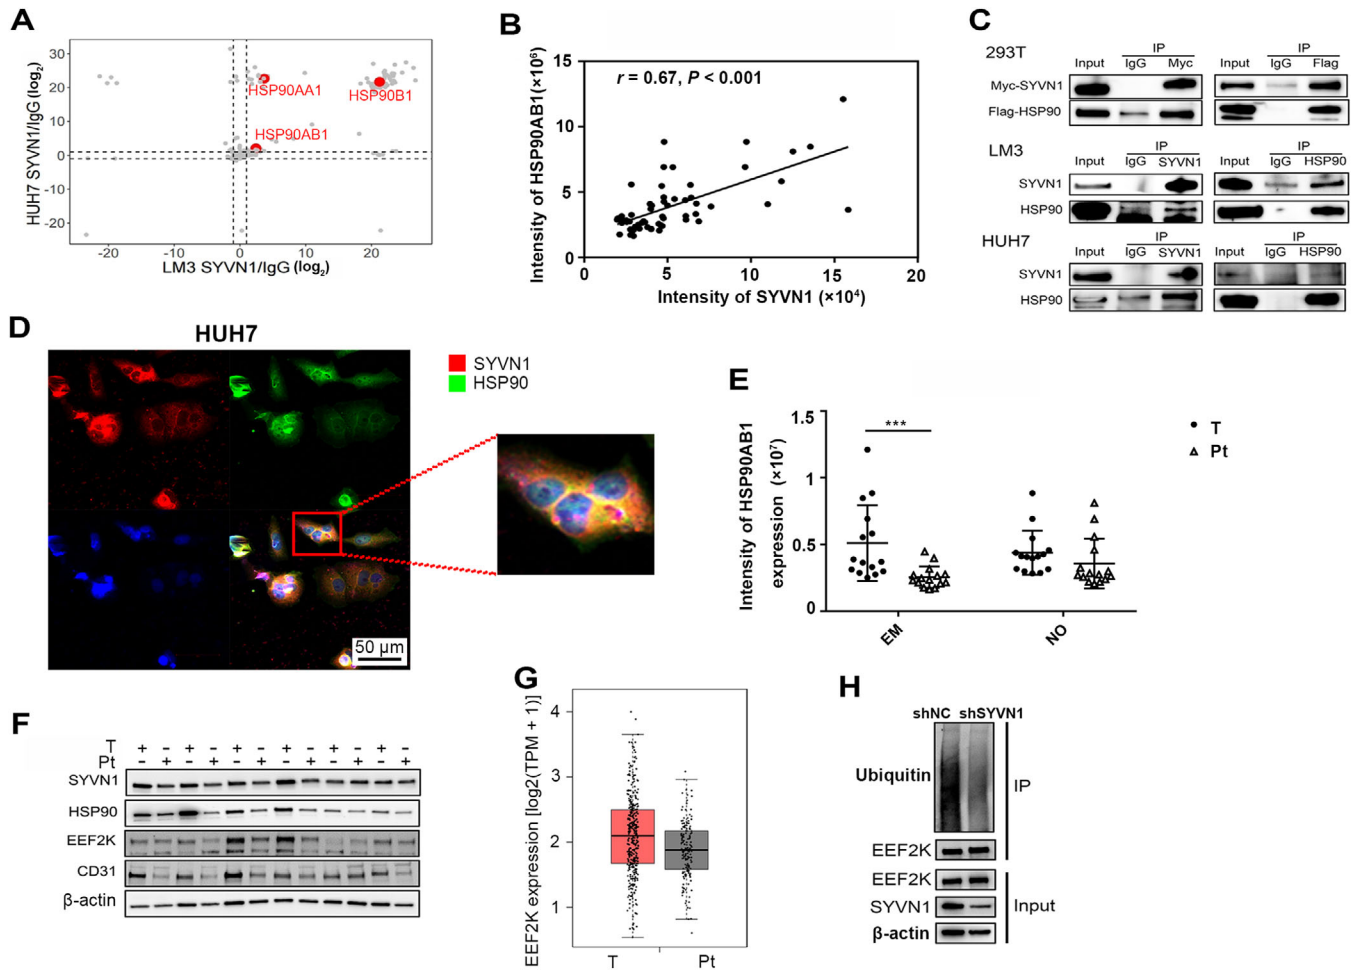 A
HUH7 SYVN1/IgG (log2)
30
20
10
0
-10
-20
HSP90AA1
HSP90B1
HSP90AB1
-20
-10
0
10
20
LM3 SYVN1/IgG (log2)
B
Intensity of HSP90AB1(×10⁶)
15
10
5
0
r = 0.67, P < 0.001
0
5
10
15
20
Intensity of SYVN1 (×10⁴)
C
293T
IP
Input IgG Myc
IP
Input IgG Flag
Myc-SYVN1
Flag-HSP90
LM3
IP
Input IgG SYVN1
IP
Input IgG HSP90
SYVN1
HSP90
HUH7
IP
Input IgG SYVN1
IP
Input IgG HSP90
SYVN1
HSP90
D
HUH7
SYVN1
HSP90
50 μm
E
Intensity of HSP90AB1
expression (×10⁷)
1.5
1
0.5
0
***
T
Pt
EM
NO
F
T + - + - + - + - + - + -
Pt - + - + - + - + - + - +
SYVN1
HSP90
EEF2K
CD31
β-actin
G
EEF2K expression [log2(TPM + 1)]
4
3
2
1
T
Pt
H
shNC shSYVN1
Ubiquitin
IP
EEF2K
EEF2K
SYVN1
Input
β-actin